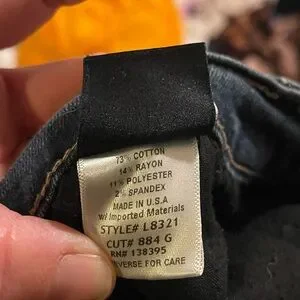 73% COTTON
14% RAYON
11% POLYESTER
2% SPANDEX
MADE IN U.S.A
w/ Imported Materials
STYLE# L8321
CUT# 884 G
RN# 138395
VERSE FOR CARE